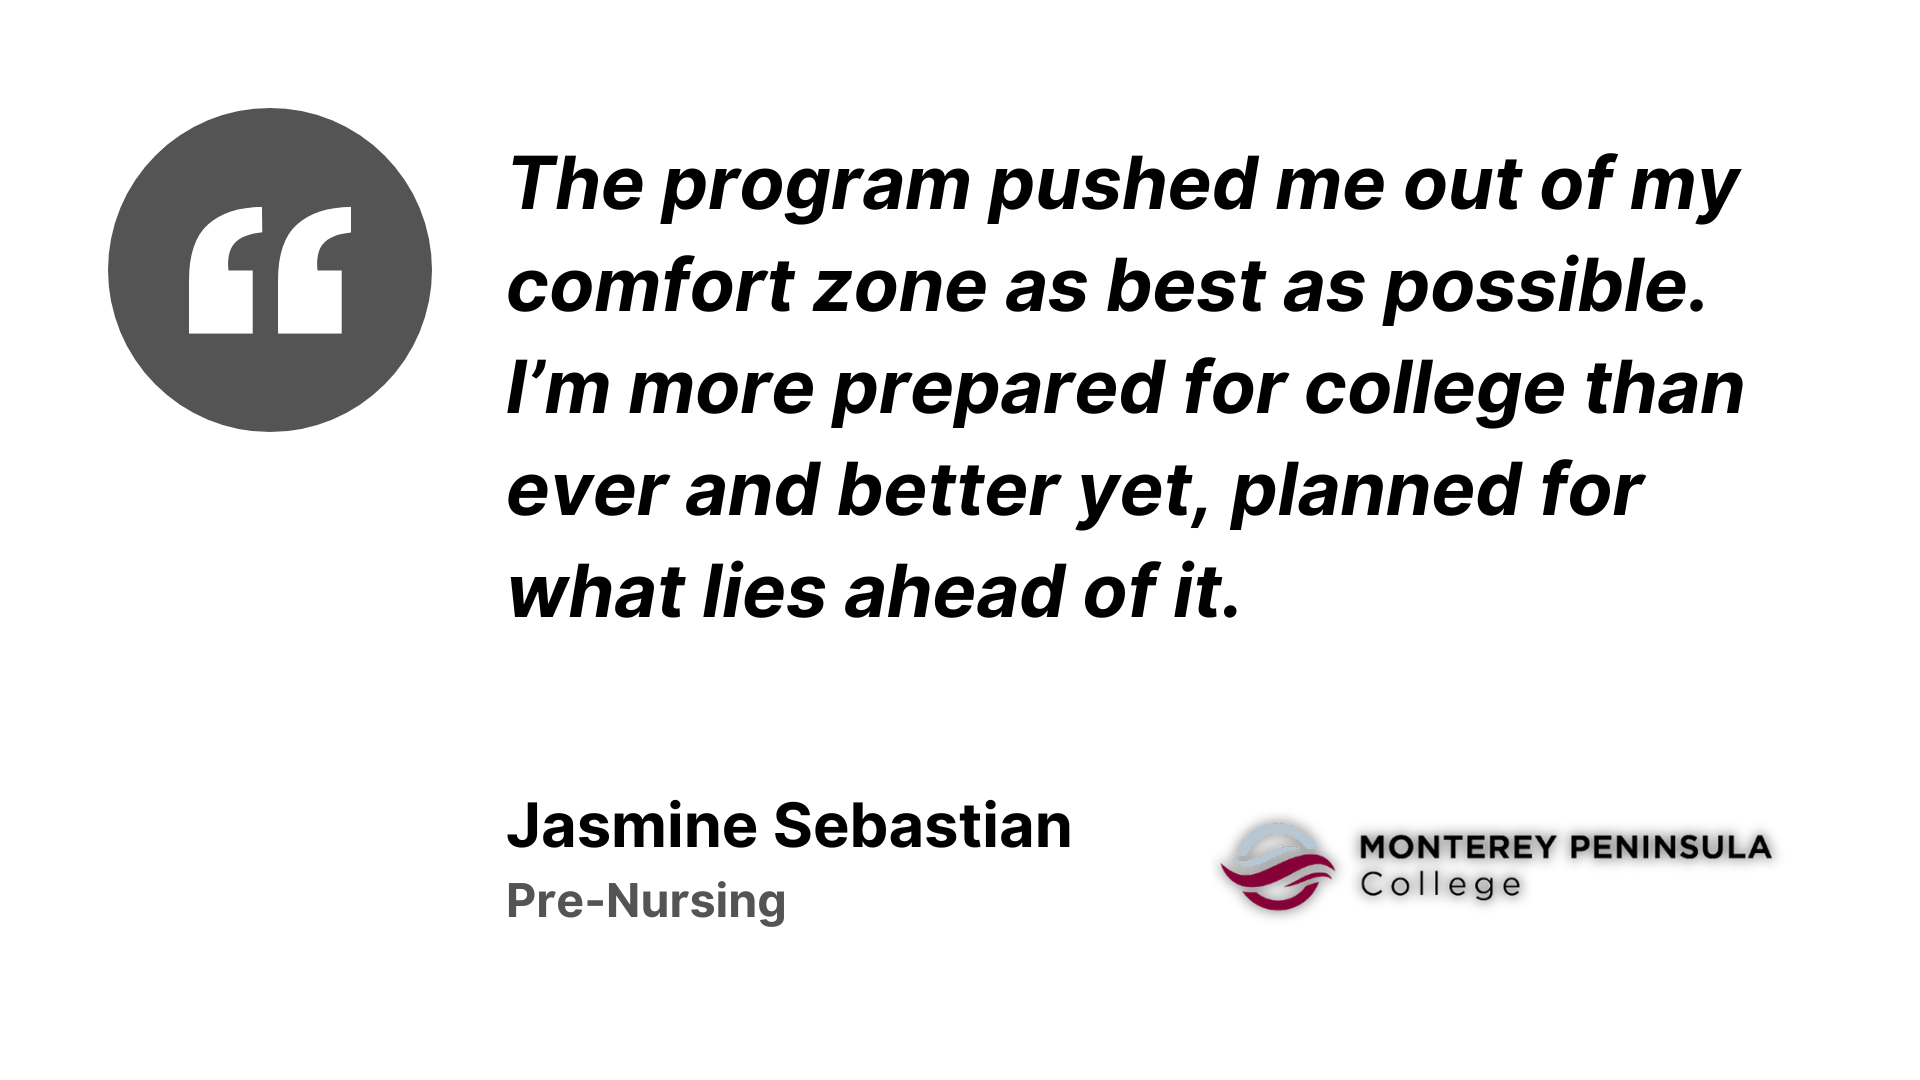 The program pushed me out of my
comfort zone as best as possible.
I’m more prepared for college than
ever and better yet, planned for
what lies ahead of it.
Jasmine Sebastian
Pre-Nursing
MONTEREY PENINSULA
College